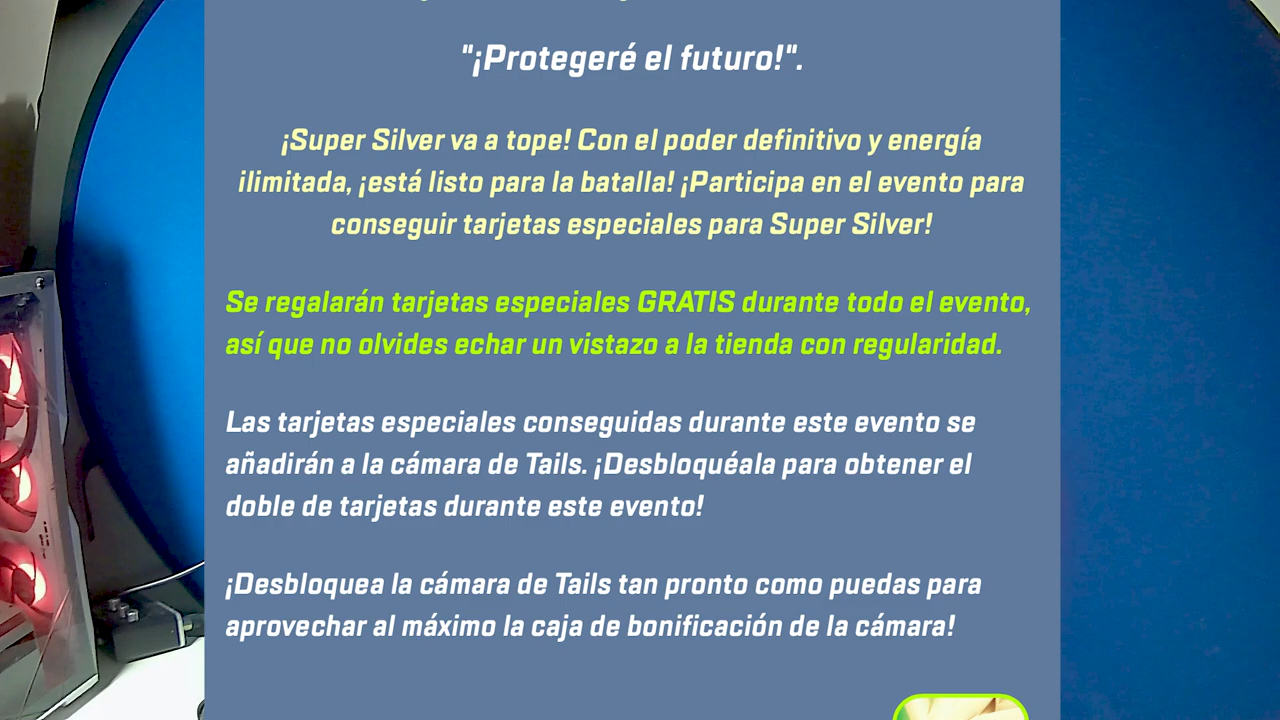 "¡Protegeré el futuro!".
¡Super Silver va a tope! Con el poder definitivo y energía
ilimitada, ¡está listo para la batalla! ¡Participa en el evento para
conseguir tarjetas especiales para Super Silver!
Se regalarán tarjetas especiales GRATIS durante todo el evento,
así que no olvides echar un vistazo a la tienda con regularidad.
Las tarjetas especiales conseguidas durante este evento se
añadirán a la cámara de Tails. ¡Desbloquéala para obtener el
doble de tarjetas durante este evento!
¡Desbloquea la cámara de Tails tan pronto como puedas para
aprovechar al máximo la caja de bonificación de la cámara!